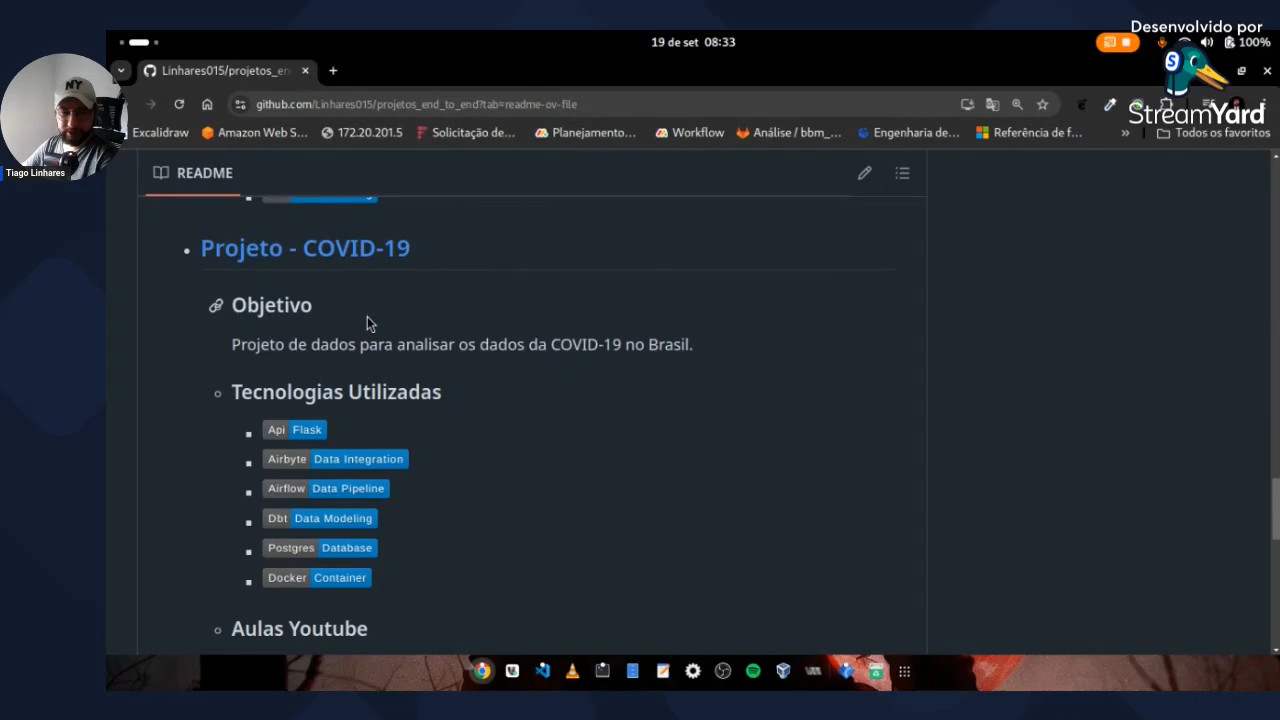 Desenvolvido por
StreamYard
Tiago Linhares
NY
19 de set 08:33
100%
Linhares015/projetos_en
github.com/Linhares015/projetos_end_to_end?tab=readme-ov-file
Excalidraw
Amazon Web S...
172.20.201.5
Solicitação de...
Planejamento...
Workflow
Análise / bbm_...
Engenharia de...
Referência de f...
Todos os favoritos
README
Projeto - COVID-19
Objetivo
Projeto de dados para analisar os dados da COVID-19 no Brasil.
Tecnologias Utilizadas
Api Flask
Airbyte Data Integration
Airflow Data Pipeline
Dbt Data Modeling
Postgres Database
Docker Container
Aulas Youtube